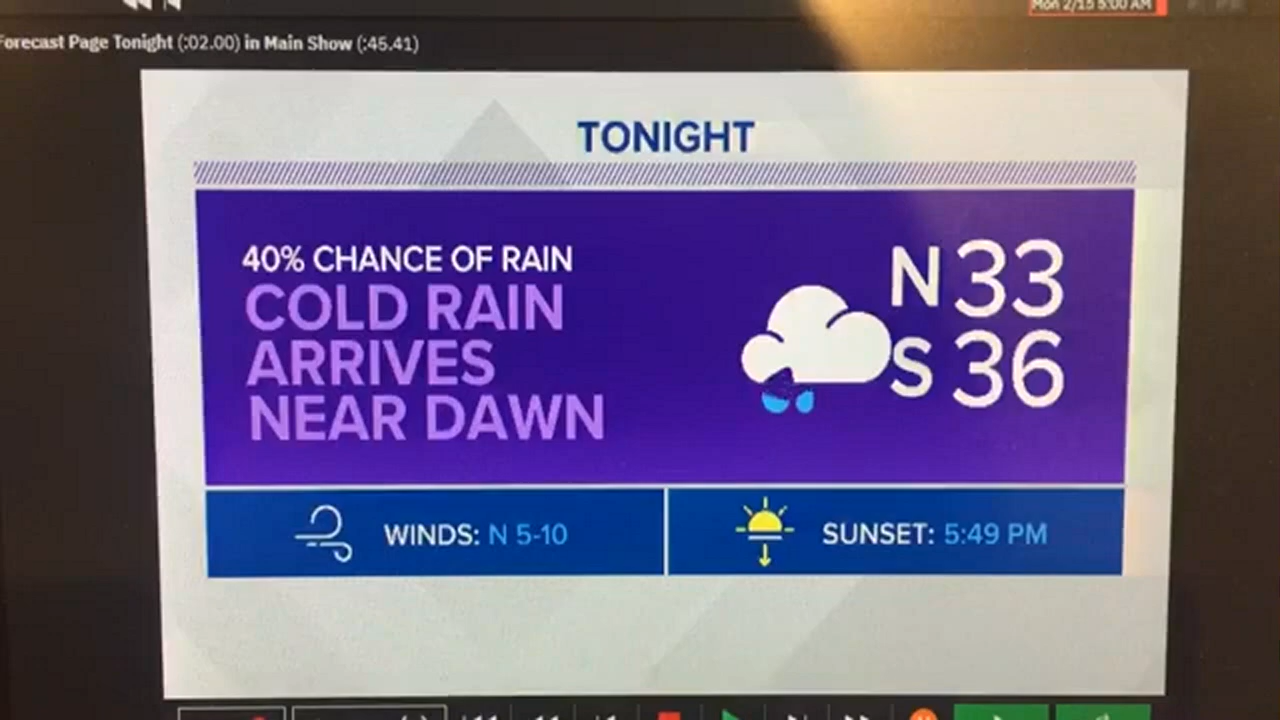 Mon 2/15 5:00 AM
Forecast Page Tonight (:02.00) in Main Show (:45.41)
TONIGHT
40% CHANCE OF RAIN
COLD RAIN
ARRIVES
NEAR DAWN
N 33
S 36
WINDS: N 5-10
SUNSET: 5:49 PM